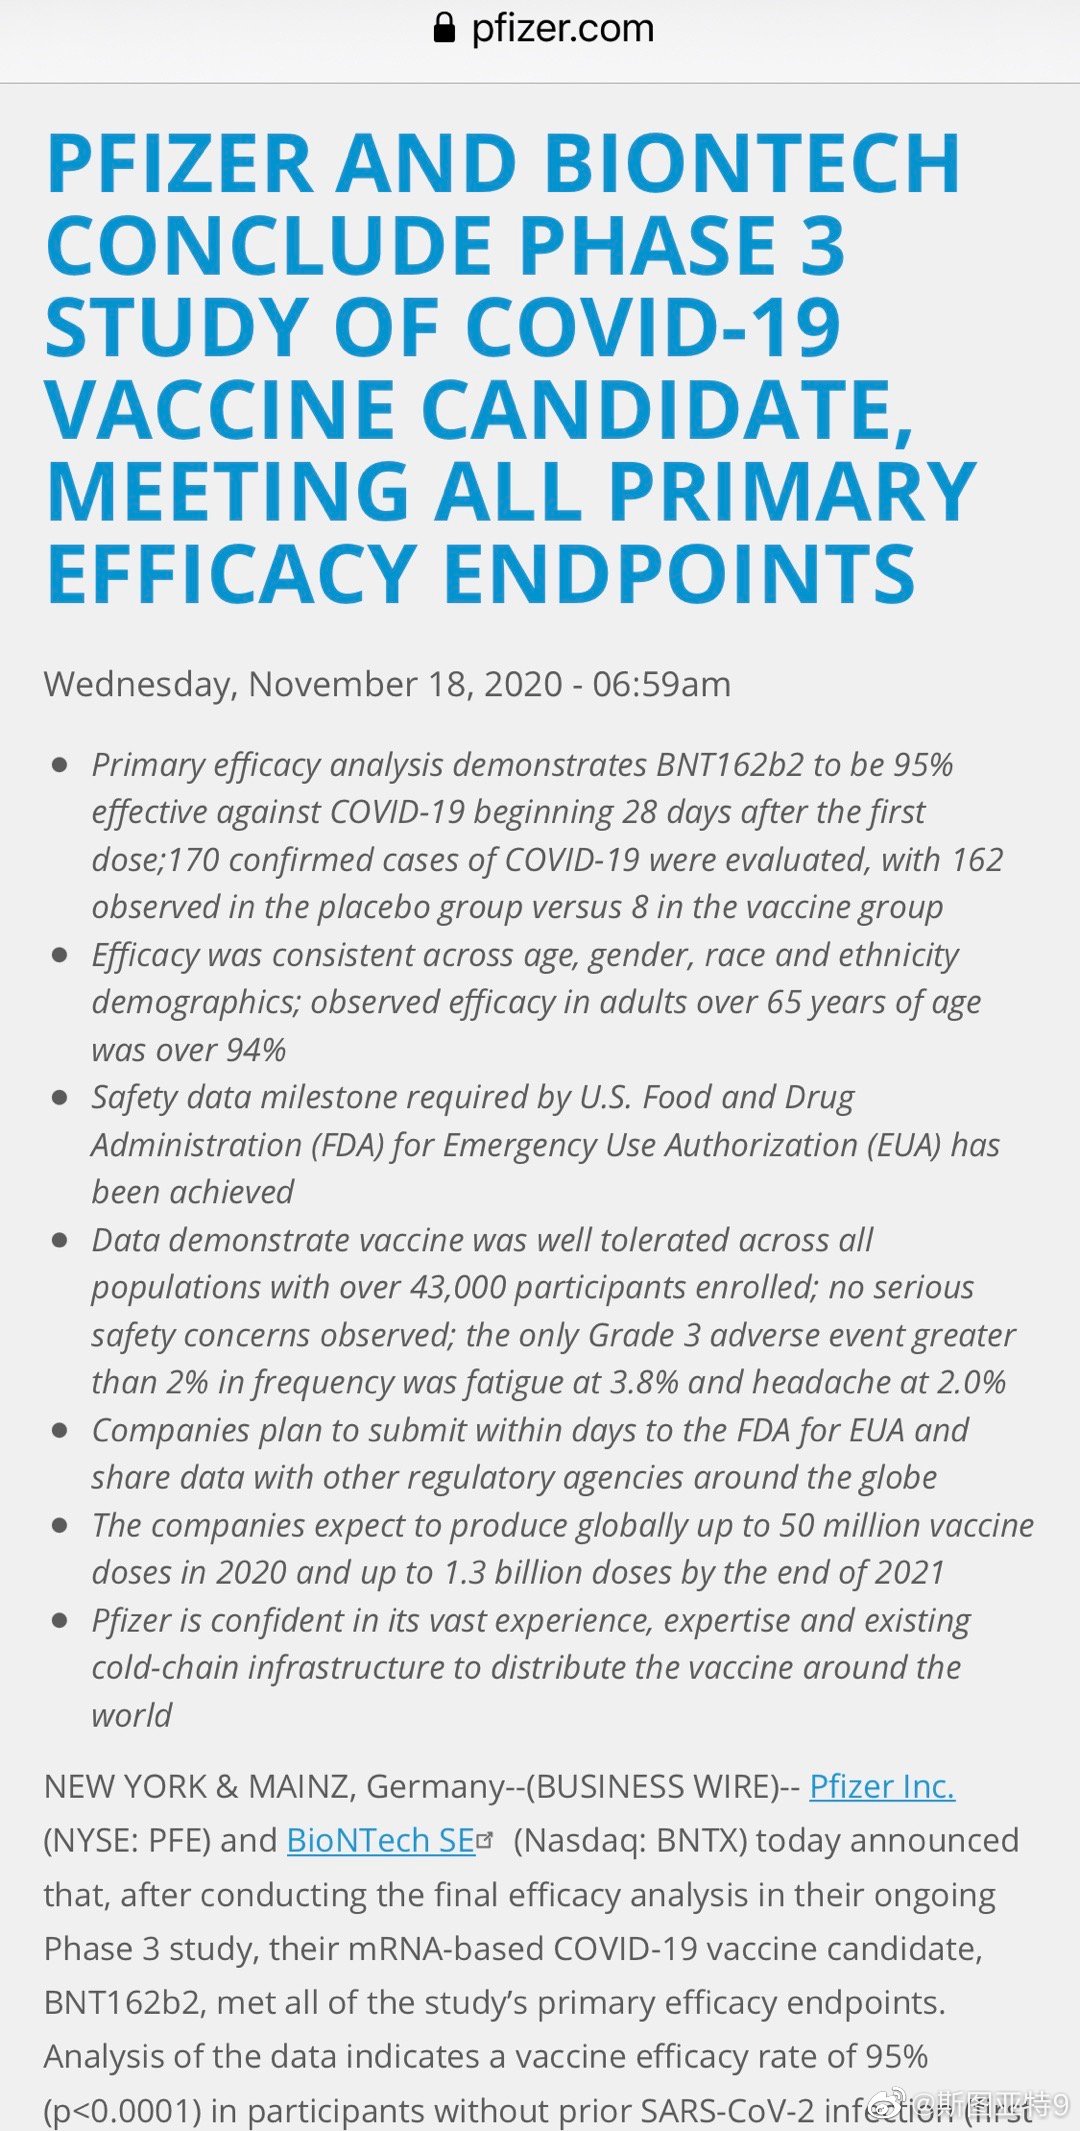 pfizer.com
PFIZER AND BIONTECH
CONCLUDE PHASE 3
STUDY OF COVID-19
VACCINE CANDIDATE,
MEETING ALL PRIMARY
EFFICACY ENDPOINTS
Wednesday, November 18, 2020 - 06:59am
• Primary efficacy analysis demonstrates BNT162b2 to be 95%
effective against COVID-19 beginning 28 days after the first
dose;170 confirmed cases of COVID-19 were evaluated, with 162
observed in the placebo group versus 8 in the vaccine group
• Efficacy was consistent across age, gender, race and ethnicity
demographics; observed efficacy in adults over 65 years of age
was over 94%
• Safety data milestone required by U.S. Food and Drug
Administration (FDA) for Emergency Use Authorization (EUA) has
been achieved
• Data demonstrate vaccine was well tolerated across all
populations with over 43,000 participants enrolled; no serious
safety concerns observed; the only Grade 3 adverse event greater
than 2% in frequency was fatigue at 3.8% and headache at 2.0%
• Companies plan to submit within days to the FDA for EUA and
share data with other regulatory agencies around the globe
• The companies expect to produce globally up to 50 million vaccine
doses in 2020 and up to 1.3 billion doses by the end of 2021
• Pfizer is confident in its vast experience, expertise and existing
cold-chain infrastructure to distribute the vaccine around the
world
NEW YORK & MAINZ, Germany--(BUSINESS WIRE)-- Pfizer Inc.
(NYSE: PFE) and BioNTech SE (Nasdaq: BNTX) today announced
that, after conducting the final efficacy analysis in their ongoing
Phase 3 study, their mRNA-based COVID-19 vaccine candidate,
BNT162b2, met all of the study's primary efficacy endpoints.
Analysis of the data indicates a vaccine efficacy rate of 95%
(p<0.0001) in participants without prior SARS-CoV-2 infection (first
@斯图亚特9